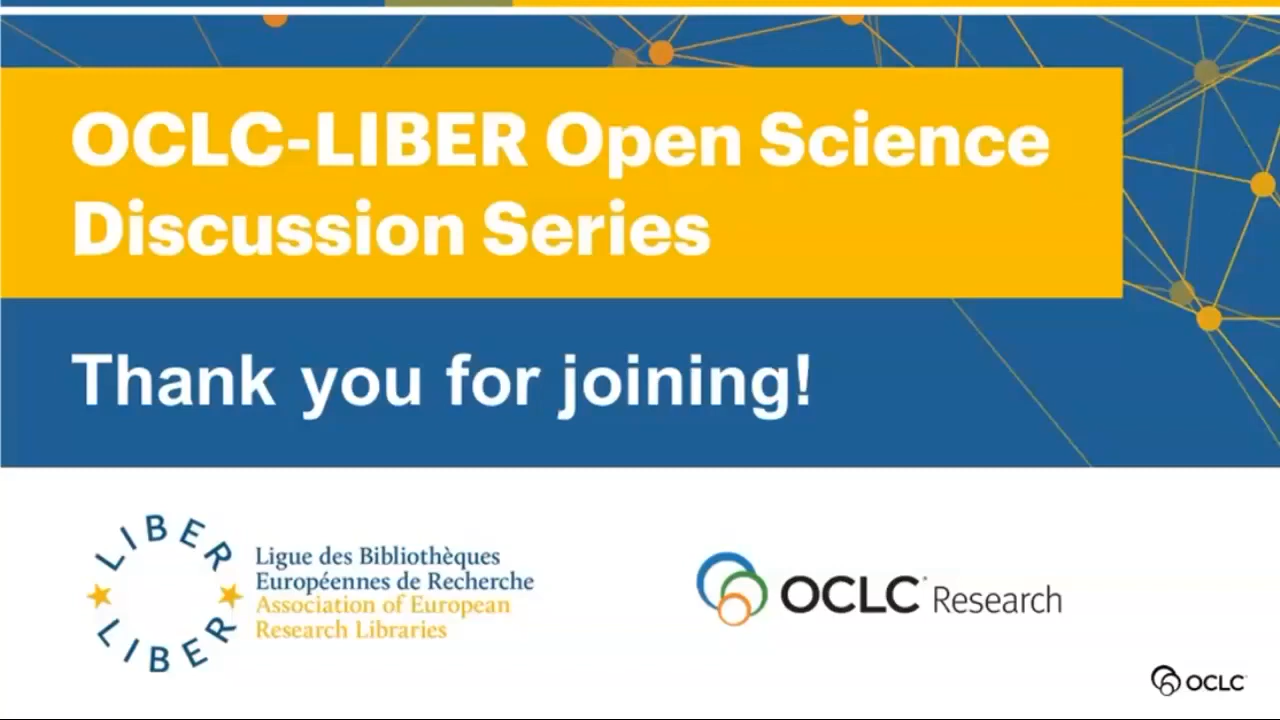 OCLC-LIBER Open Science
Discussion Series
Thank you for joining!
LIBER
LIBER
Ligue des Bibliothèques
Européennes de Recherche
Association of European
Research Libraries
OCLC Research
OCLC